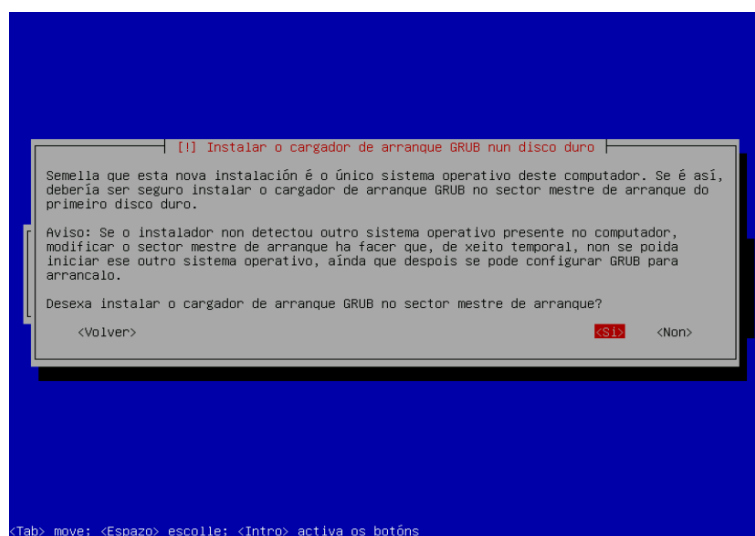 [!] Instalar o cargador de arranque GRUB nun disco duro
Semella que esta nova instalación é o único sistema operativo deste computador. Se é así,
debería ser seguro instalar o cargador de arranque GRUB no sector mestre de arranque do
primeiro disco duro.
Aviso: Se o instalador non detectou outro sistema operativo presente no computador,
modificar o sector mestre de arranque ha facer que, de xeito temporal, non se poida
iniciar ese outro sistema operativo, aínda que despois se pode configurar GRUB para
arrancalo.
Desexa instalar o cargador de arranque GRUB no sector mestre de arranque?
<Volver> <Si> <Non>
<Tab> move; <Espazo> escolle; <Intro> activa os botóns